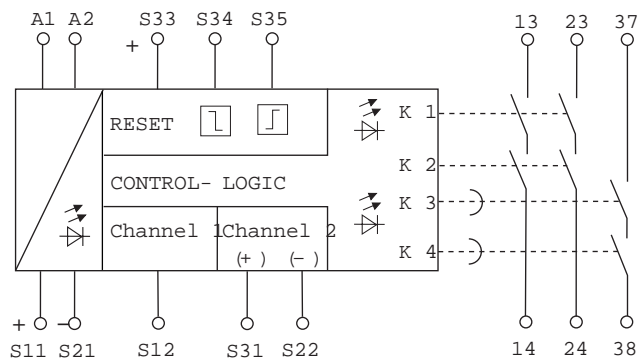 A1 A2 S33 S34 S35 13 23 37
+
RESET K 1
K 2
CONTROL- LOGIC
K 3
Channel 1 Channel 2
(+) (-) K 4
+ -
S11 S21 S12 S31 S22 14 24 38